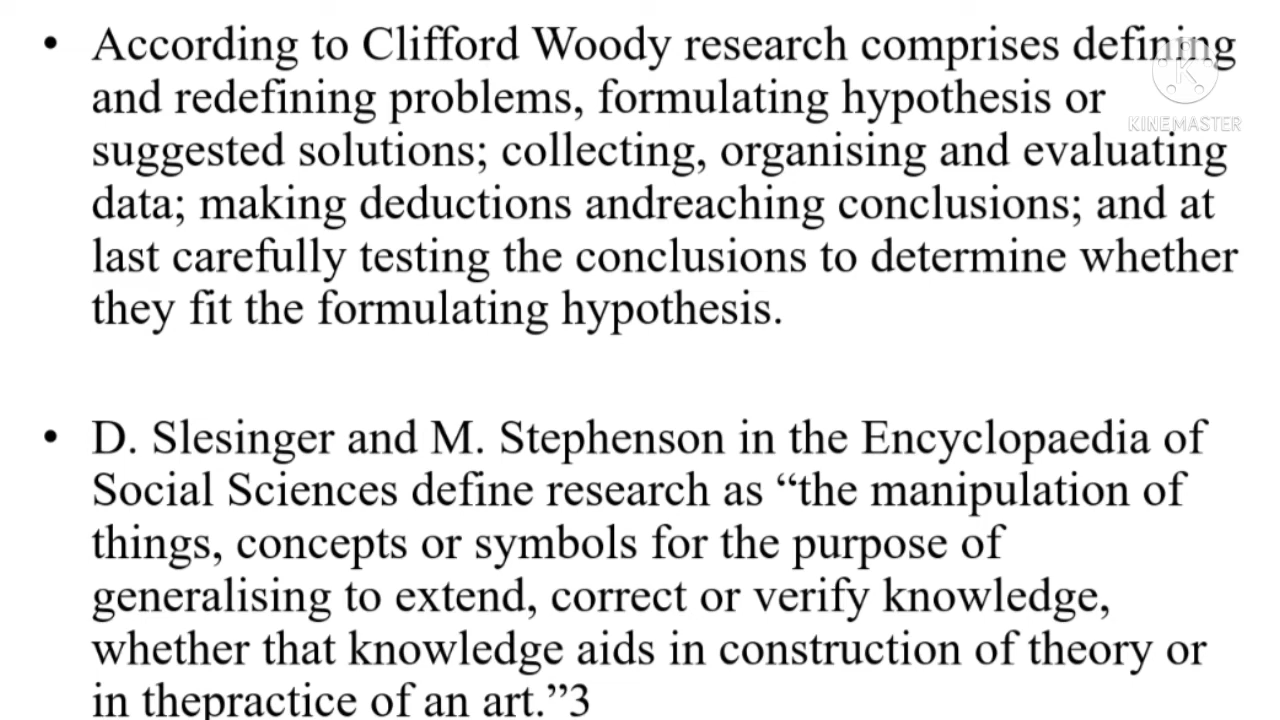 • According to Clifford Woody research comprises defining
and redefining problems, formulating hypothesis or
suggested solutions; collecting, organising and evaluating
data; making deductions andreaching conclusions; and at
last carefully testing the conclusions to determine whether
they fit the formulating hypothesis.
• D. Slesinger and M. Stephenson in the Encyclopaedia of
Social Sciences define research as “the manipulation of
things, concepts or symbols for the purpose of
generalising to extend, correct or verify knowledge,
whether that knowledge aids in construction of theory or
in thepractice of an art.”3
K
KINEMASTER